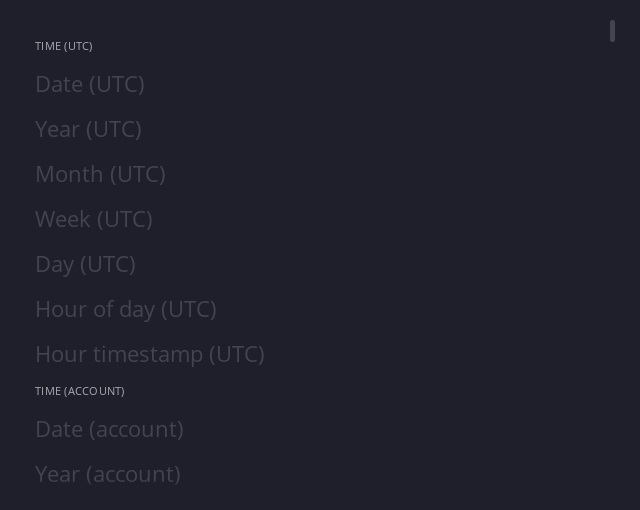 TIME (UTC)
Date (UTC)
Year (UTC)
Month (UTC)
Week (UTC)
Day (UTC)
Hour of day (UTC)
Hour timestamp (UTC)
TIME (ACCOUNT)
Date (account)
Year (account)